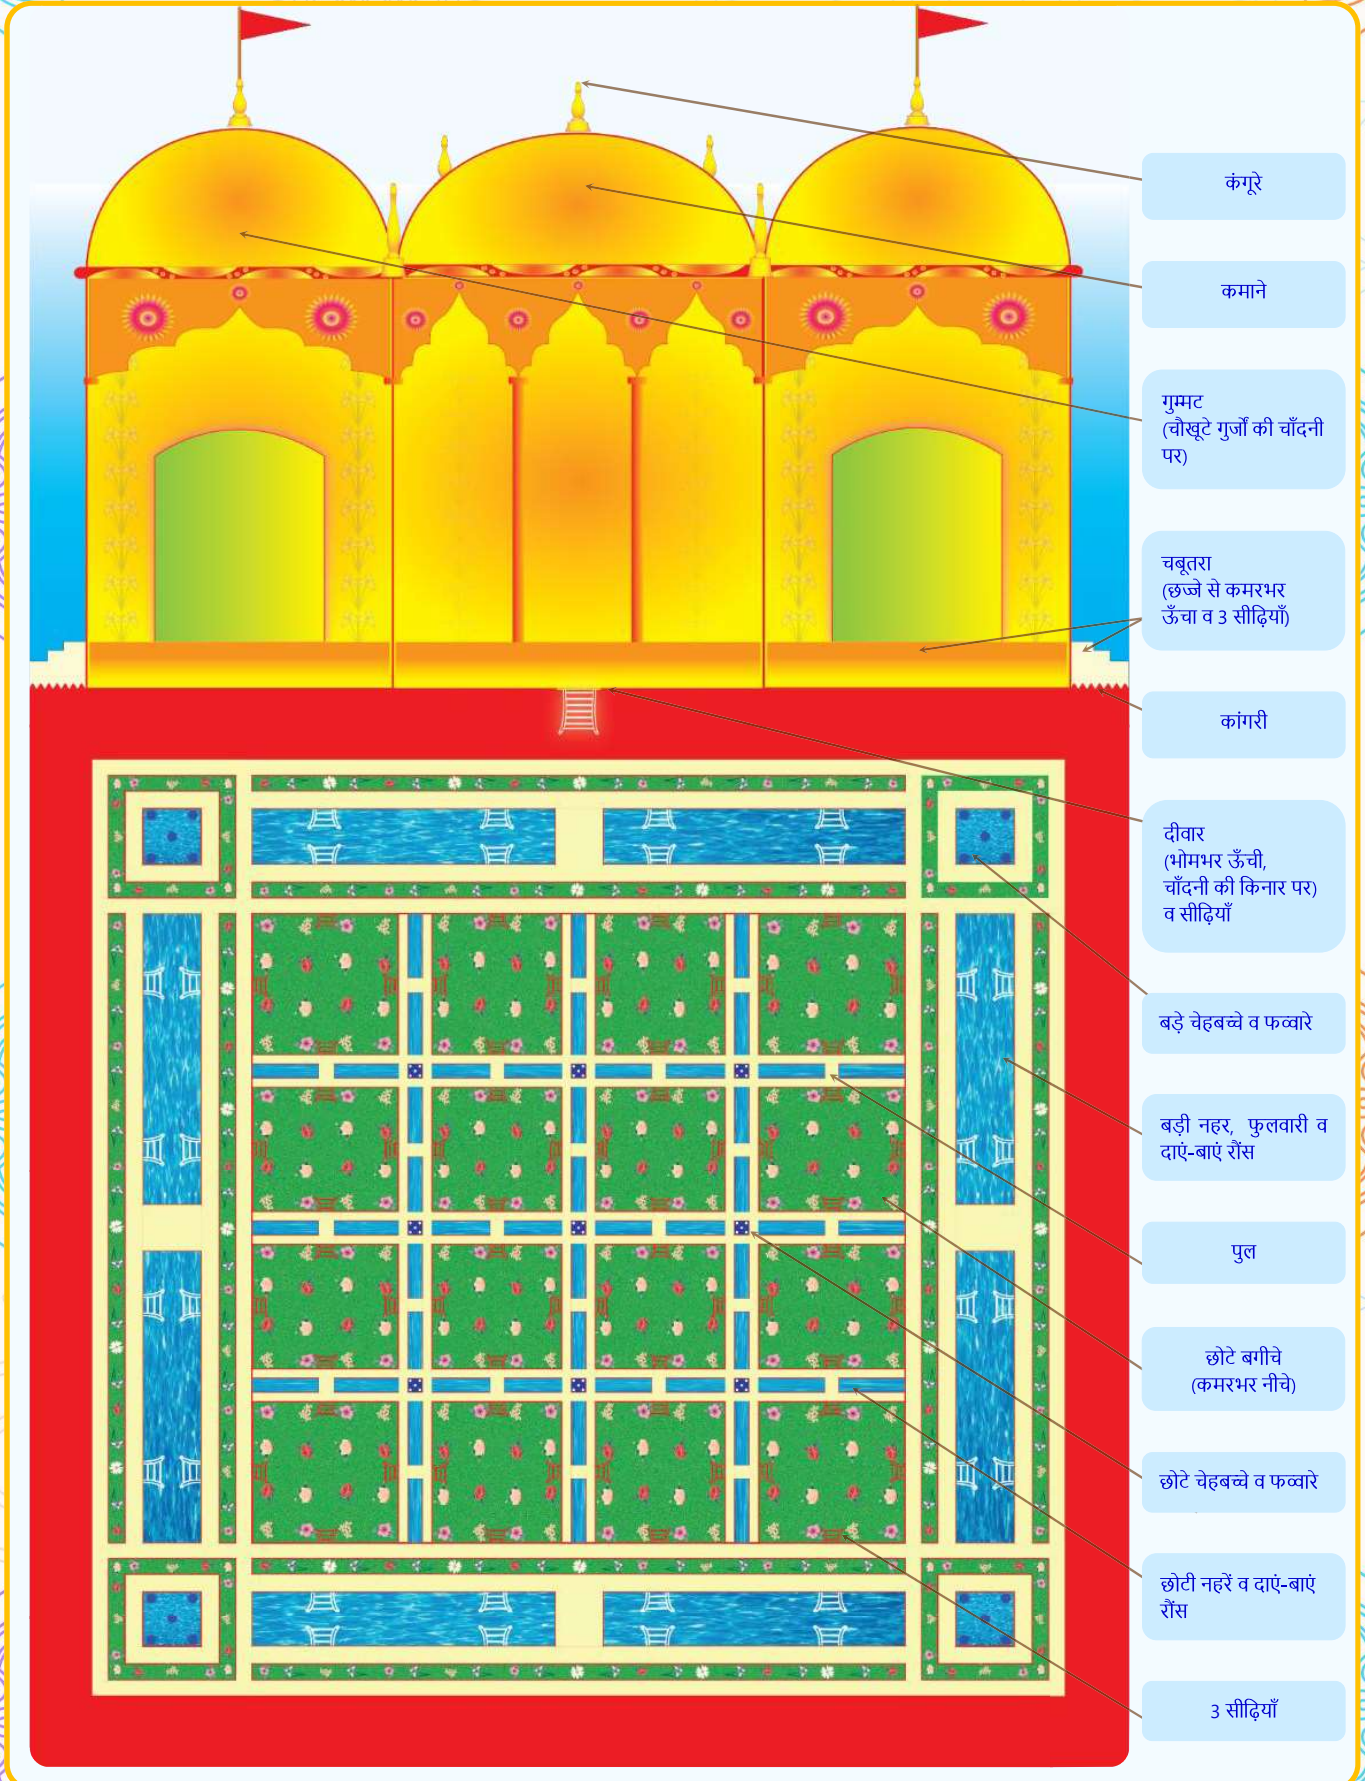 कंगूरे
कमाने
गुम्मट
(चौखूटे गुर्जों की चाँदनी
पर)
चबूतरा
(छज्जे से कमरभर
ऊँचा व 3 सीढ़ियाँ)
कांगरी
दीवार
(भोमभर ऊँची,
चाँदनी की किनार पर)
व सीढ़ियाँ
बड़े चेहबच्चे व फव्वारे
बड़ी नहर, फुलवारी व
दाएं-बाएं रौंस
पुल
छोटे बगीचे
(कमरभर नीचे)
छोटे चेहबच्चे व फव्वारे
छोटी नहरें व दाएं-बाएं
रौंस
3 सीढ़ियाँ